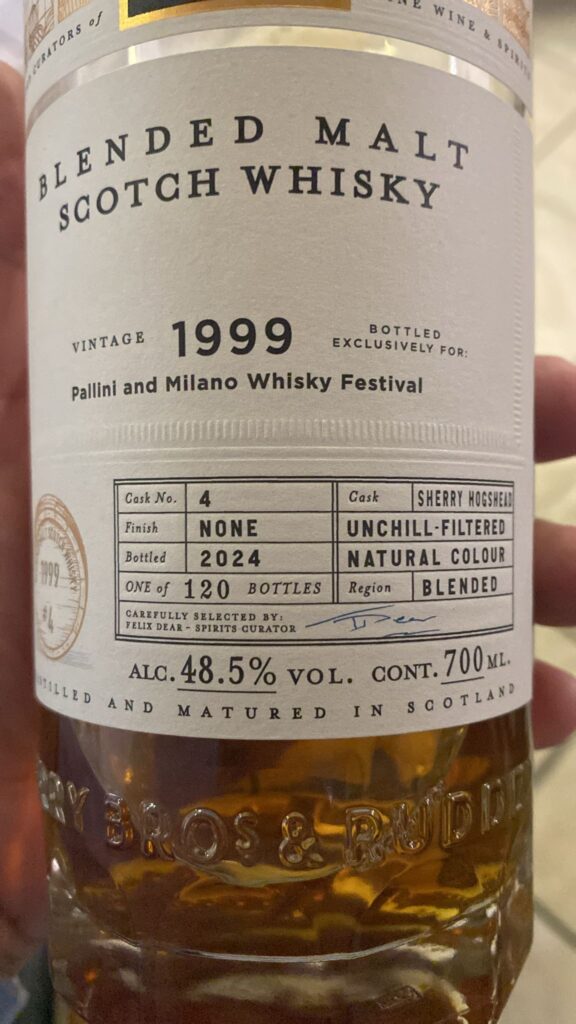 CURATORS of
WINE & SPIRI
BLENDED MALT
SCOTCH WHISKY
VINTAGE 1999 BOTTLED
EXCLUSIVELY FOR:
Pallini and Milano Whisky Festival
Cask No. 4 Cask SHERRY HOGSHEAD
Finish NONE UNCHILL-FILTERED
Bottled 2024 NATURAL COLOUR
ONE of 120 BOTTLES Region BLENDED
CAREFULLY SELECTED BY:
FELIX DEAR - SPIRITS CURATOR
1999
#4
ALC. 48.5% VOL. CONT. 700 ML.
TILLED AND MATURED IN SCOTLAND
RRY BROS & RUDD